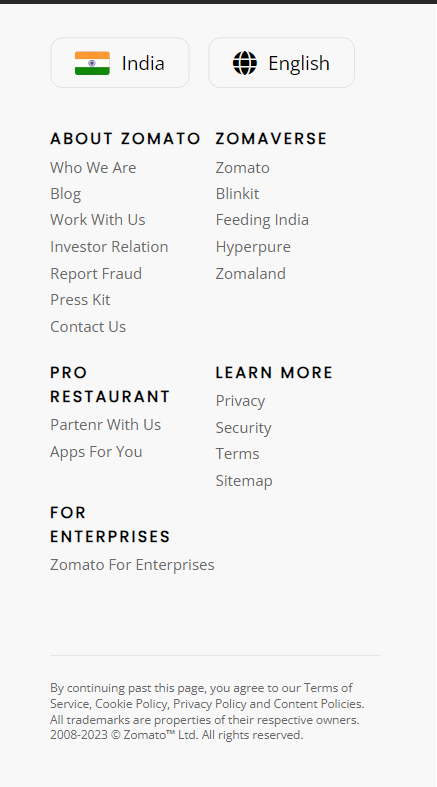 India
English
ABOUT ZOMATO
Who We Are
Blog
Work With Us
Investor Relation
Report Fraud
Press Kit
Contact Us
ZOMAVERSE
Zomato
Blinkit
Feeding India
Hyperpure
Zomaland
PRO
RESTAURANT
Partenr With Us
Apps For You
LEARN MORE
Privacy
Security
Terms
Sitemap
FOR
ENTERPRISES
Zomato For Enterprises
By continuing past this page, you agree to our Terms of
Service, Cookie Policy, Privacy Policy and Content Policies.
All trademarks are properties of their respective owners.
2008-2023 © Zomato™ Ltd. All rights reserved.